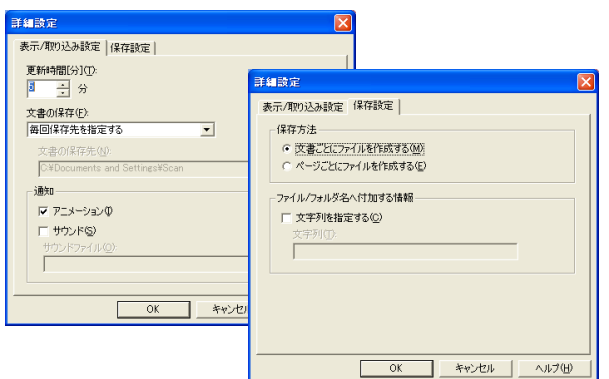 詳細設定
表示/取り込み設定
保存設定
更新時間[分](T):
分
文書の保存(F):
毎回保存先を指定する
文書の保存先(N):
C:¥Documents and Settings¥Scan
通知
アニメーション(I)
サウンド(S)
サウンドファイル(O):
OK
キャンセル
詳細設定
表示/取り込み設定
保存設定
保存方法
文書ごとにファイルを作成する(M)
ページごとにファイルを作成する(E)
ファイル/フォルダ名へ付加する情報
文字列を指定する(C)
文字列(T):
OK
キャンセル
ヘルプ(H)